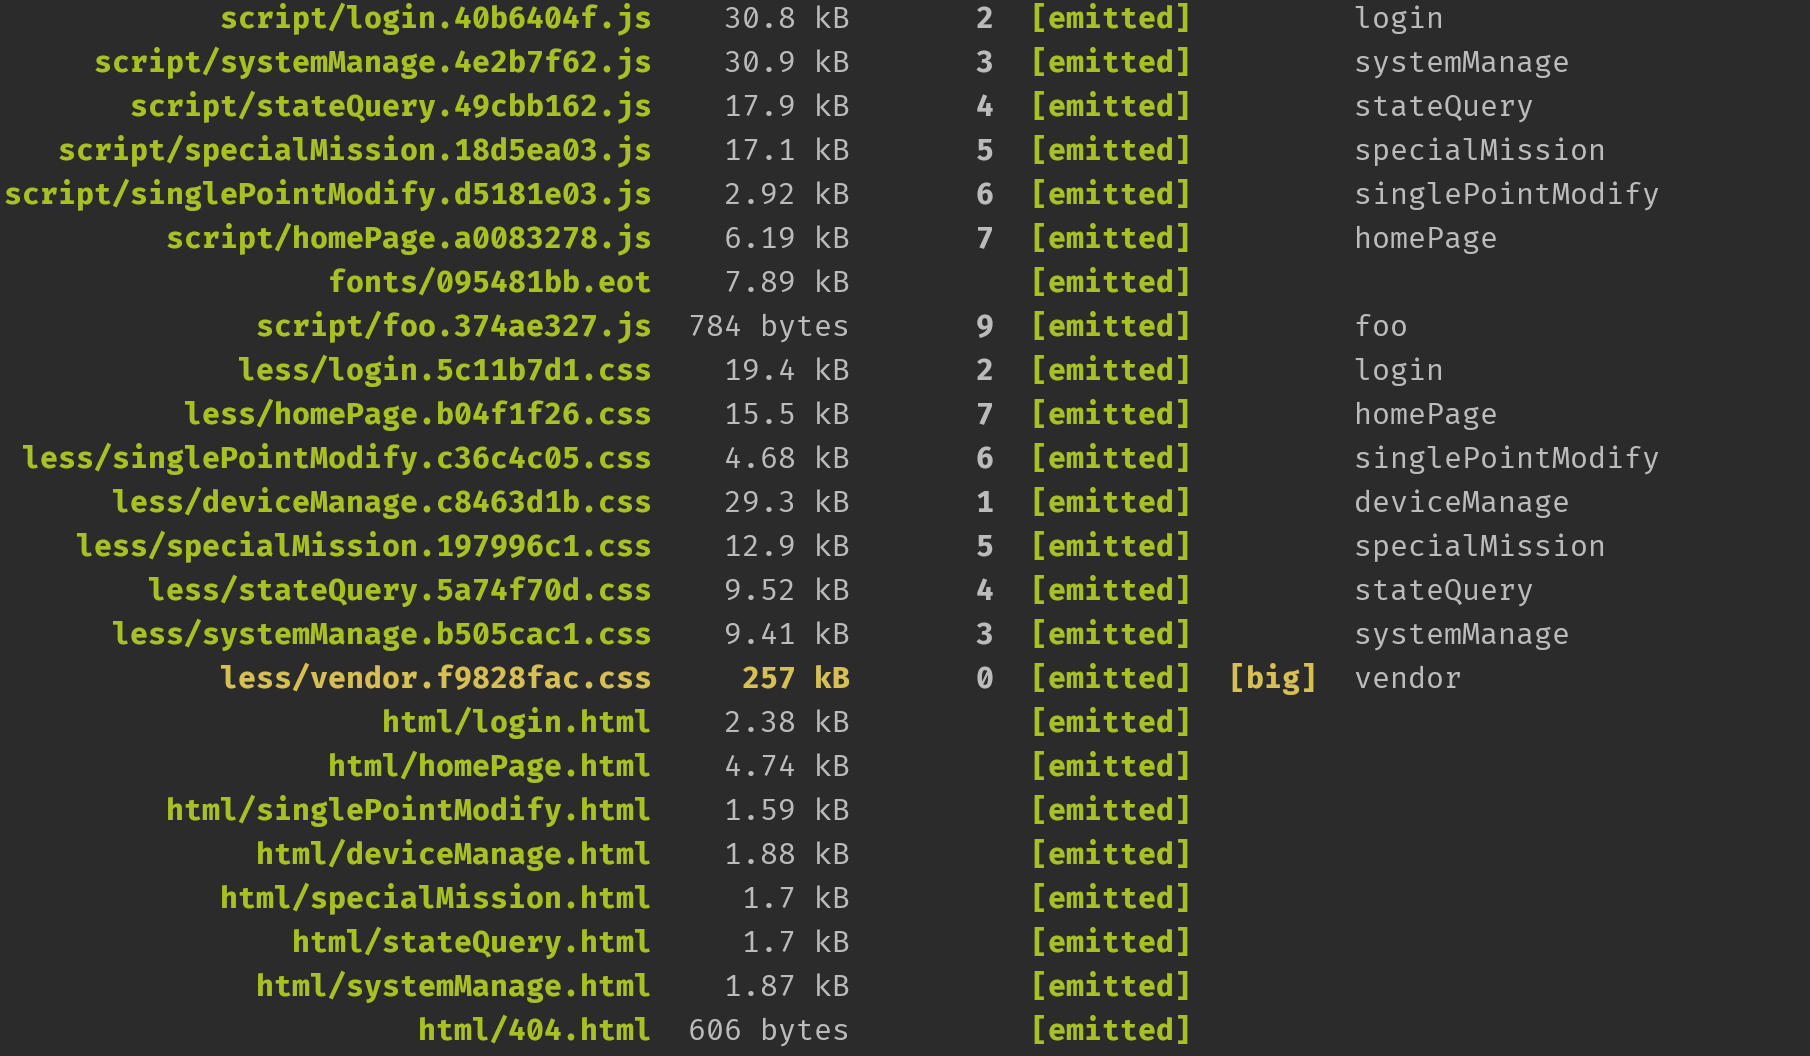 script/login.40b6404f.js 30.8 kB 2 [emitted] login
script/systemManage.4e2b7f62.js 30.9 kB 3 [emitted] systemManage
script/stateQuery.49cbb162.js 17.9 kB 4 [emitted] stateQuery
script/specialMission.18d5ea03.js 17.1 kB 5 [emitted] specialMission
script/singlePointModify.d5181e03.js 2.92 kB 6 [emitted] singlePointModify
script/homePage.a0083278.js 6.19 kB 7 [emitted] homePage
fonts/095481bb.eot 7.89 kB [emitted]
script/foo.374ae327.js 784 bytes 9 [emitted] foo
less/login.5c11b7d1.css 19.4 kB 2 [emitted] login
less/homePage.b04f1f26.css 15.5 kB 7 [emitted] homePage
less/singlePointModify.c36c4c05.css 4.68 kB 6 [emitted] singlePointModify
less/deviceManage.c8463d1b.css 29.3 kB 1 [emitted] deviceManage
less/specialMission.197996c1.css 12.9 kB 5 [emitted] specialMission
less/stateQuery.5a74f70d.css 9.52 kB 4 [emitted] stateQuery
less/systemManage.b505cac1.css 9.41 kB 3 [emitted] systemManage
less/vendor.f9828fac.css 257 kB 0 [emitted] [big] vendor
html/login.html 2.38 kB [emitted]
html/homePage.html 4.74 kB [emitted]
html/singlePointModify.html 1.59 kB [emitted]
html/deviceManage.html 1.88 kB [emitted]
html/specialMission.html 1.7 kB [emitted]
html/stateQuery.html 1.7 kB [emitted]
html/systemManage.html 1.87 kB [emitted]
html/404.html 606 bytes [emitted]